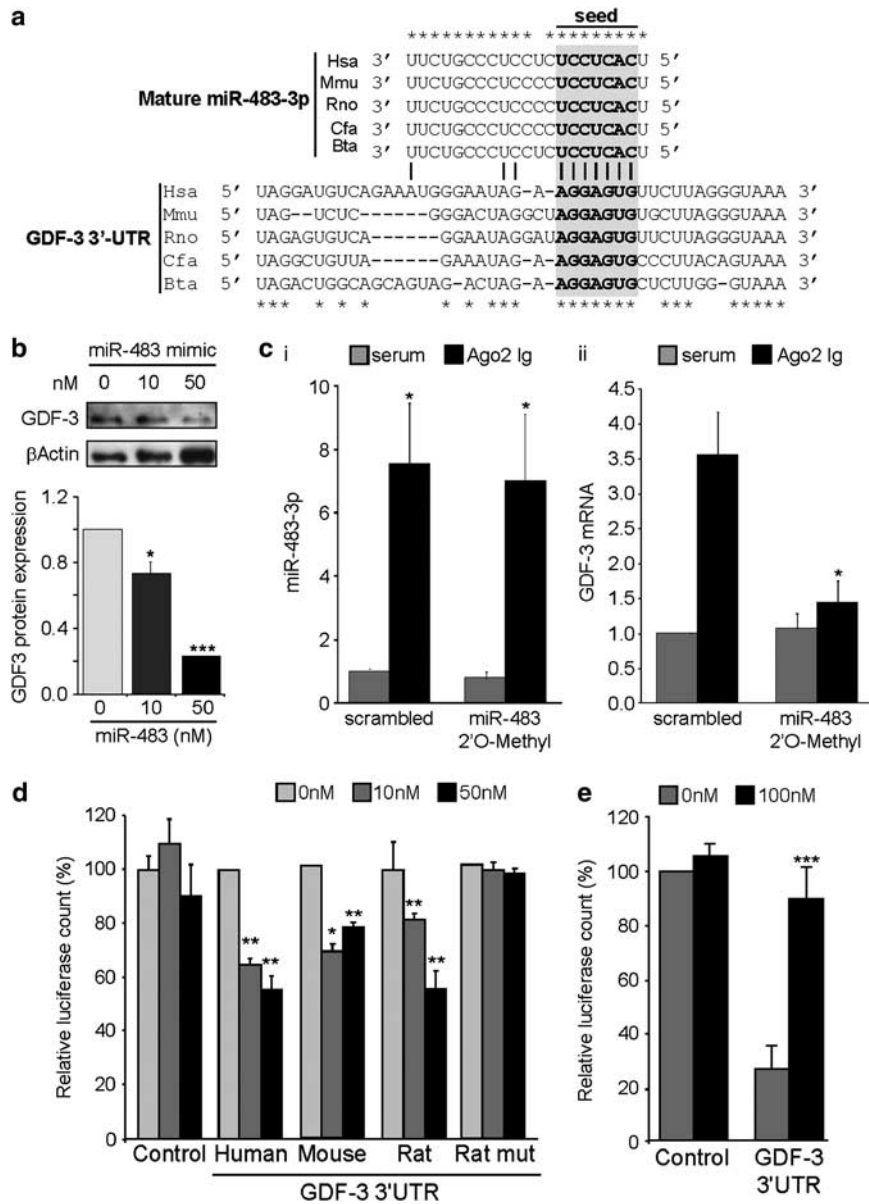 a
seed
*********** *********
Hsa 3′ UUCUGCCCUCCUCUCCUCACU 5′
Mmu 3′ UUCUGCCCUCCCCUCCUCACU 5′
Mature miR-483-3p
Rno 3′ UUCUGCCCUCCUCUCCUCACU 5′
Cfa 3′ UUCUGCCCUCCCCUCCUCACU 5′
Bta 3′ UUCUGCCCUCCCCUCCUCACU 5′
Hsa 5′ UAGGAUGUCAGAAAUGGGAAUAG-A-AGGAGUGUUCUUAGGGUAAA 3′
Mmu 5′ UAG--UCUC------GGGACUAGGCUAGGAGUGUGCUUAGGGUAAA 3′
GDF-3 3'-UTR
Rno 5′ UAGAGUGUCA-----GGAAUAGGAUAGGAGUGUUCUUAGGGUAAA 3′
Cfa 5′ UAGGCUGUUA-----GAAAUAG-A-AGGAGUGCCCUUACAGUAAA 3′
Bta 5′ UAGACUGGCAGCAGUAG-ACUAG-A-AGGAGUGCUCUUGG-GUAAA 3′
*** * * * * * *** * ******* *** *****
b
miR-483 mimic
nM 0 10 50
GDF-3
βActin
GDF3 protein expression
1.2
0.8
0.4
0.0
*
***
0 10 50
miR-483 (nM)
c
i
serum Ago2 Ig
miR-483-3p
10
8
6
4
2
0
*
*
scrambled miR-483
2'O-Methyl
ii
serum Ago2 Ig
GDF-3 mRNA
4.5
4.0
3.5
3.0
2.5
2.0
1.5
1.0
0.5
0.0
*
scrambled miR-483
2'O-Methyl
d
0nM 10nM 50nM
Relative luciferase count (%)
120
100
80
60
40
20
0
** ** * ** ** **
Control Human Mouse Rat Rat mut
GDF-3 3'UTR
e
0nM 100nM
Relative luciferase count (%)
120
100
80
60
40
20
0
***
Control GDF-3
3'UTR